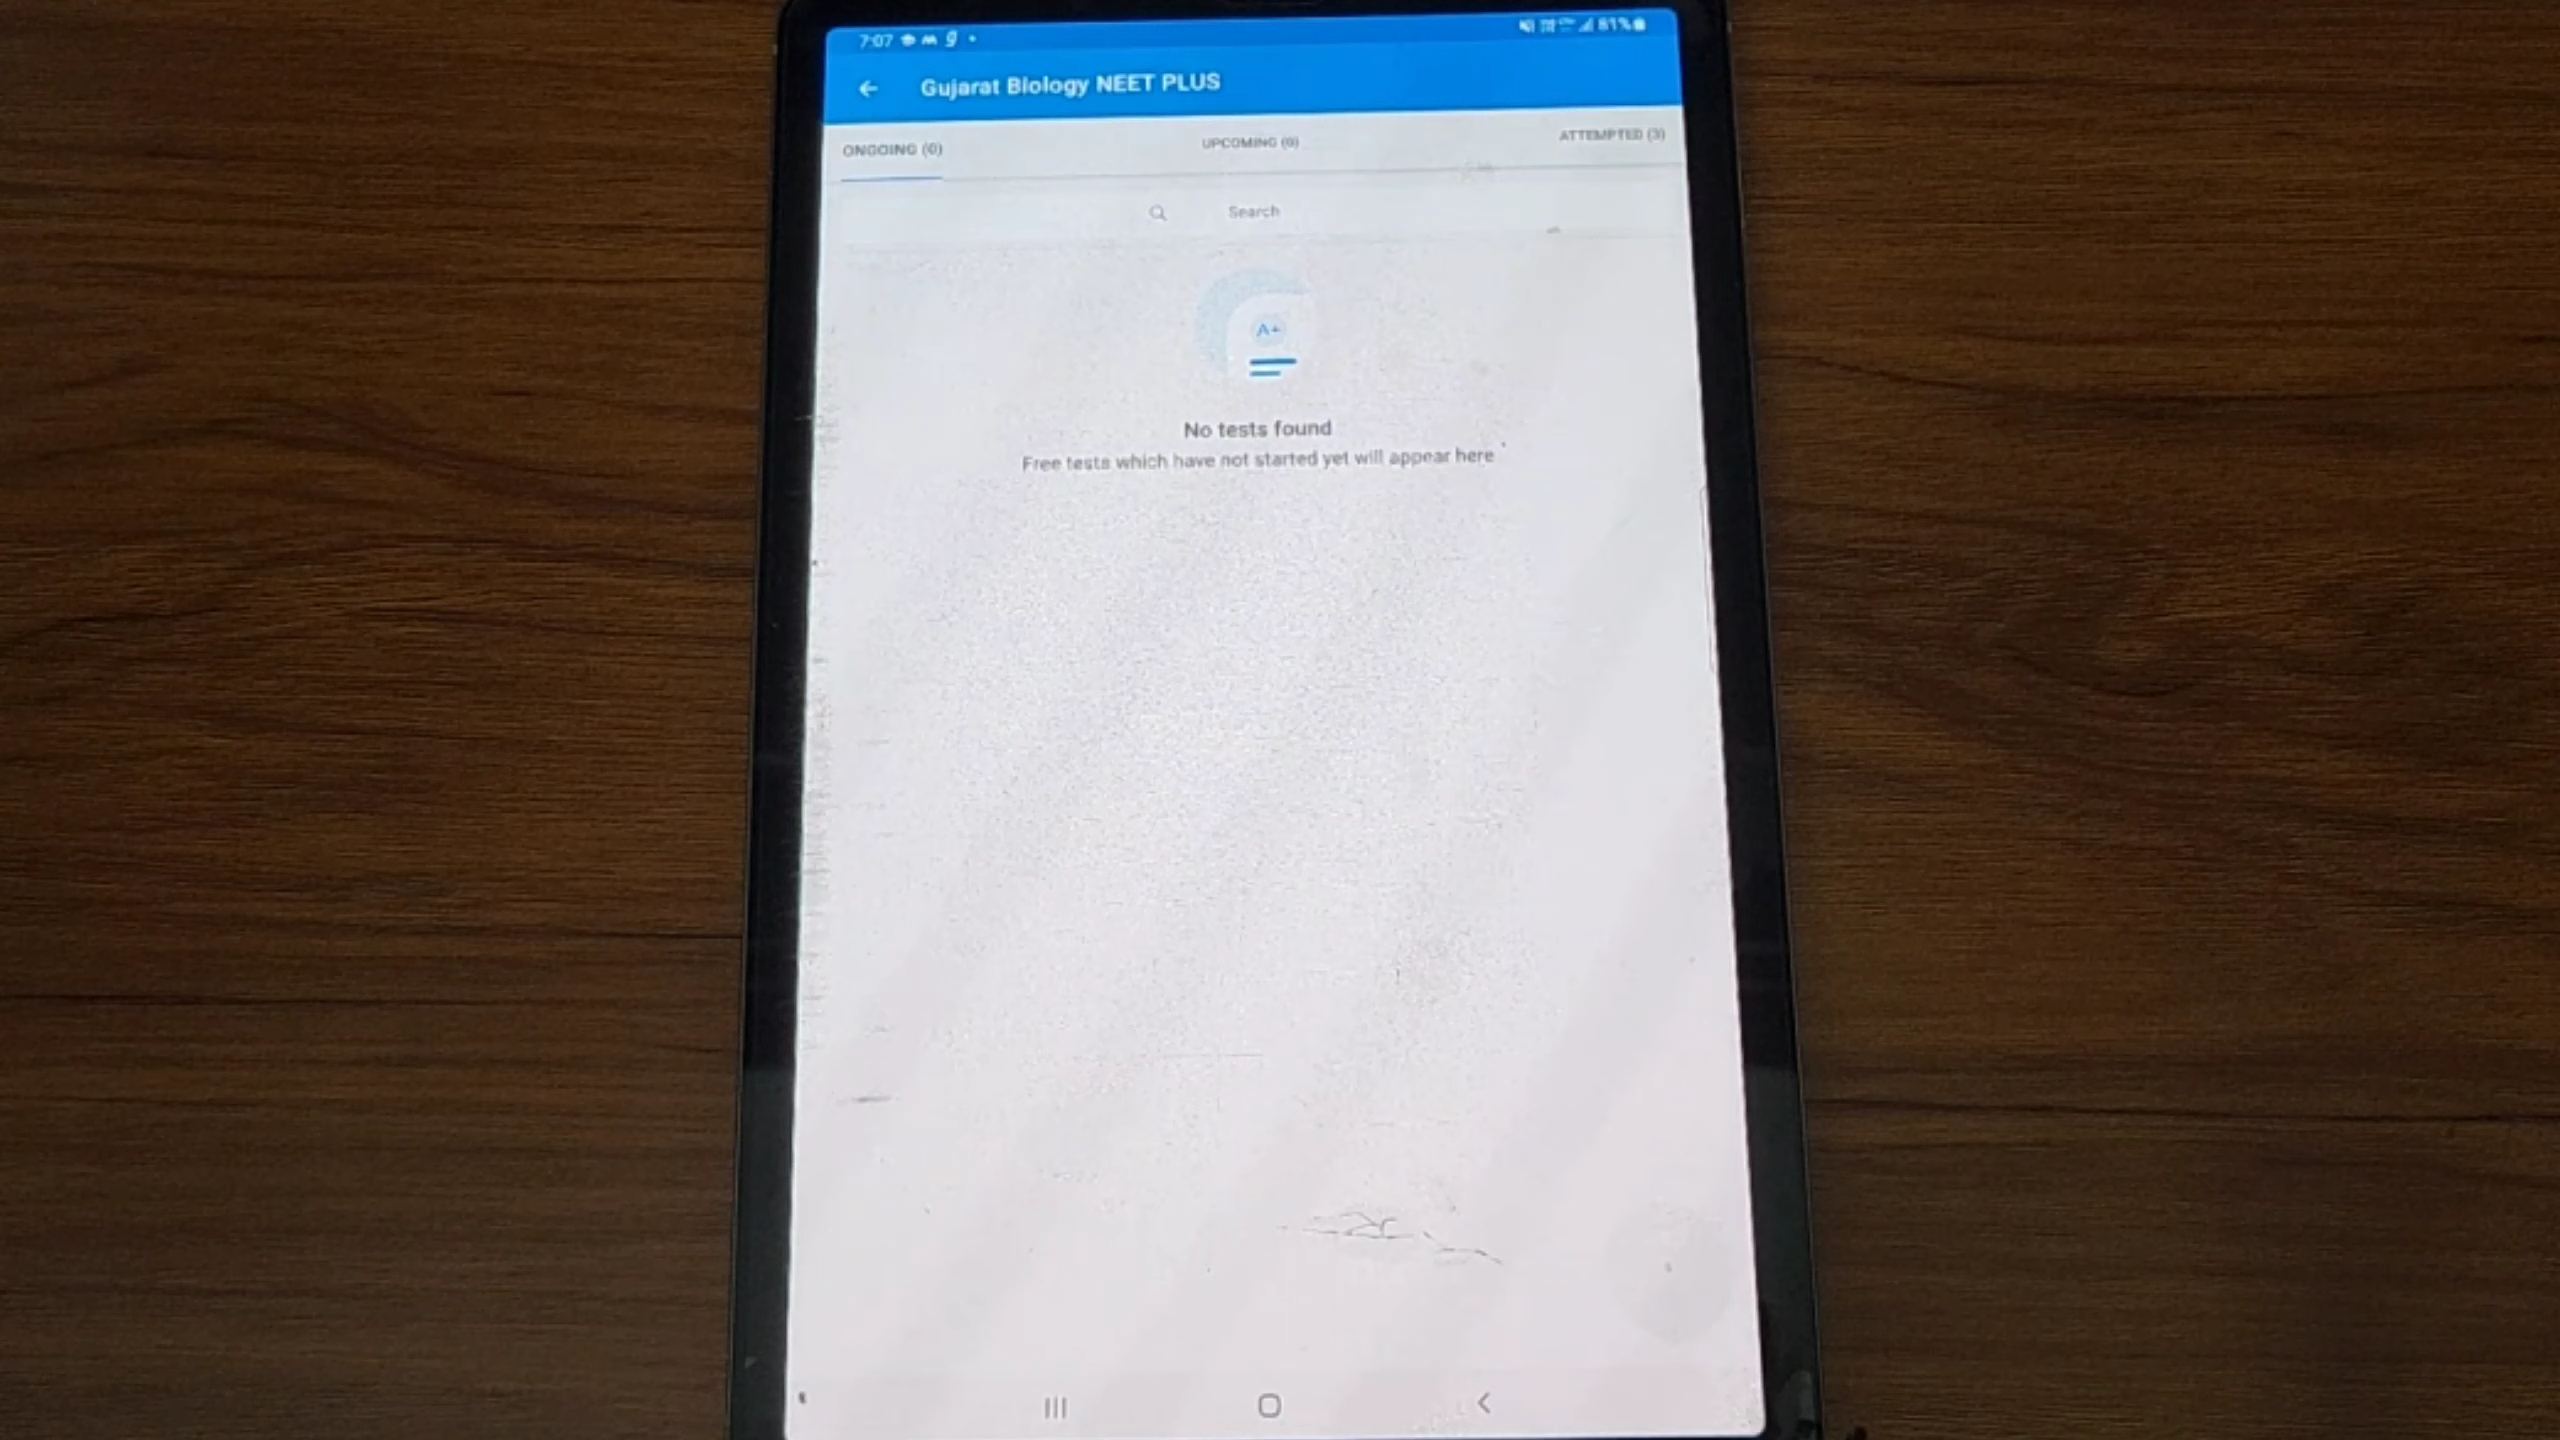 7:07 81%
Gujarat Biology NEET PLUS
ONGOING (0) UPCOMING (0) ATTEMPTED (3)
Search
A+
No tests found
Free tests which have not started yet will appear here